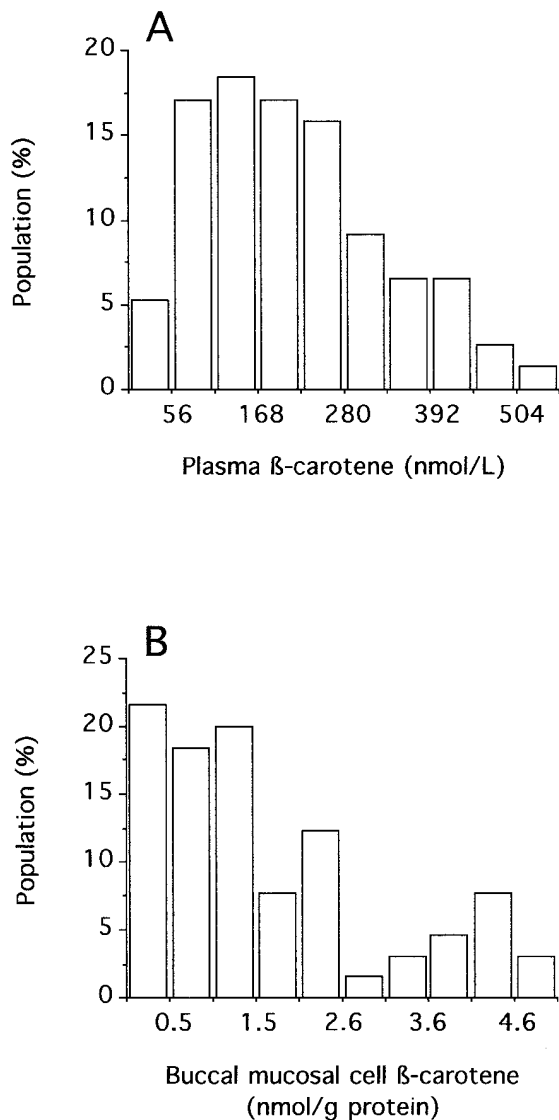 A
20
15
10
5
0
Population (%)
56 168 280 392 504
Plasma ß-carotene (nmol/L)
B
25
20
15
10
5
0
Population (%)
0.5 1.5 2.6 3.6 4.6
Buccal mucosal cell ß-carotene
(nmol/g protein)